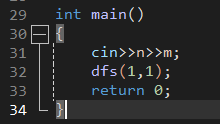 29 int main()
30 {
31 cin>>n>>m;
32 dfs(1,1);
33 return 0;
34 }